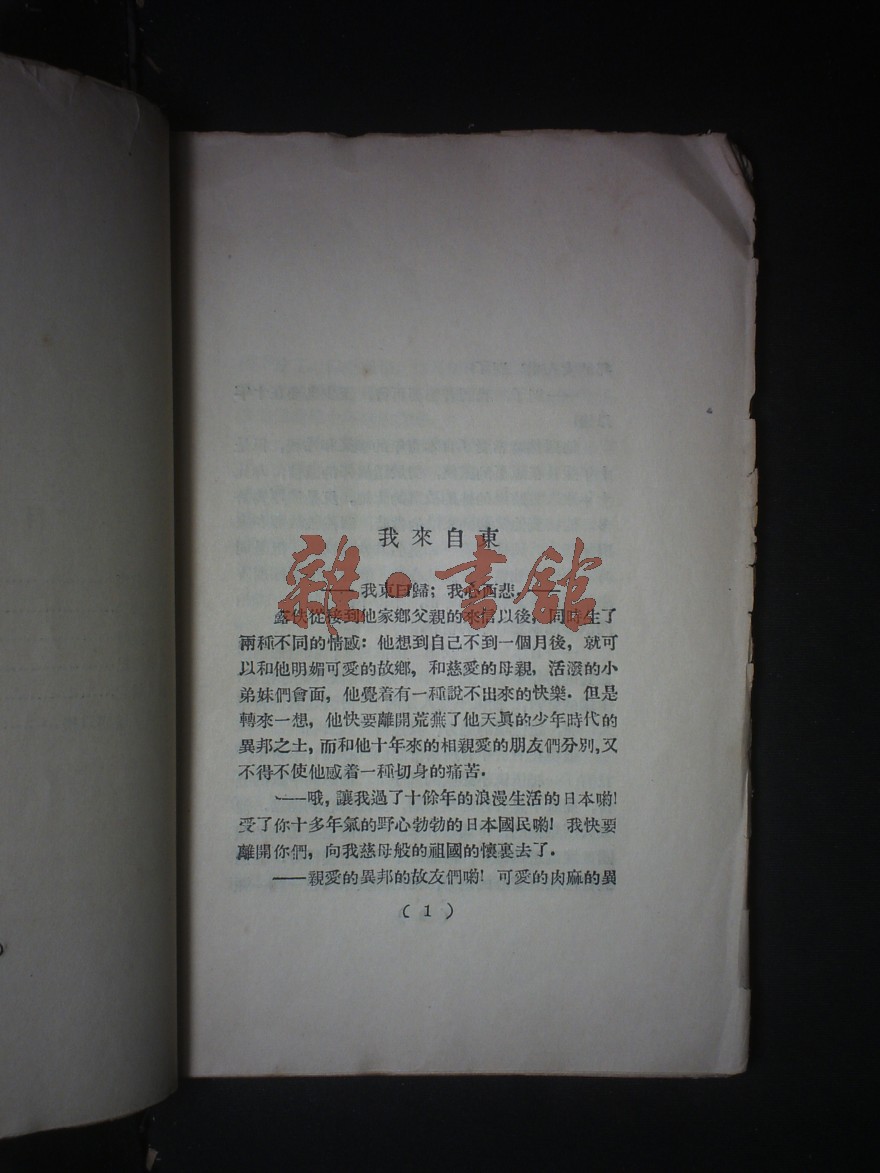 我來自東
——我東曰歸；我心西悲.
露佚從接到他家鄉父親的來信以後，同時生了
兩種不同的情感：他想到自己不到一個月後，就可
以和他明媚可愛的故鄉，和慈愛的母親，活潑的小
弟妹們會面，他覺着有一種說不出來的快樂．但是
轉來一想，他快要離開荒燕了他天眞的少年時代的
異邦之土，而和他十年來的相親愛的朋友們分別，又
不得不使他感着一種切身的痛苦．
——哦，讓我過了十餘年的浪漫生活的日本喲！
受了你十多年氣的野心勃勃的日本國民喲！我快要
離開你們，向我慈母般的祖國的懷裏去了．
——親愛的異邦的故友們喲！可愛的肉麻的異
( 1 )
雜·書館